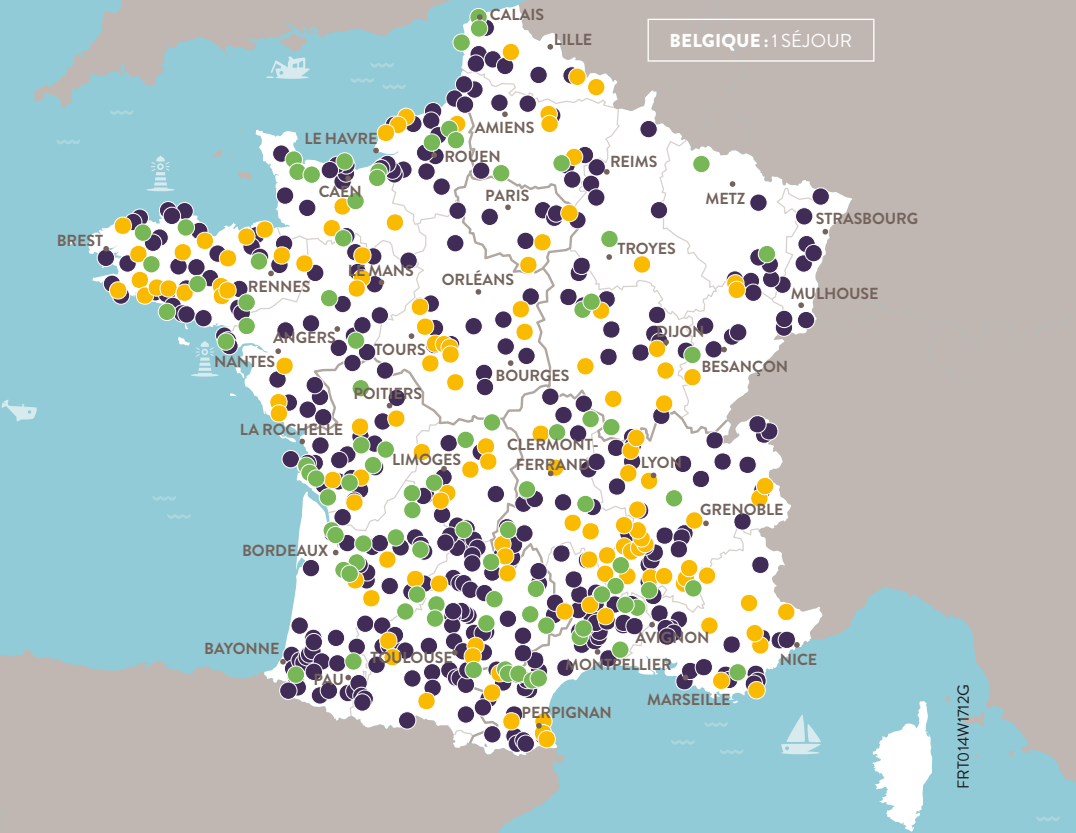 CALAIS
LILLE
BELGIQUE : 1 SÉJOUR
AMIENS
LE HAVRE
ROUEN
REIMS
CAEN
PARIS
METZ
STRASBOURG
BREST
TROYES
LE MANS
ORLÉANS
RENNES
MULHOUSE
ANGERS
DIJON
TOURS
NANTES
BESANÇON
BOURGES
POITIERS
LA ROCHELLE
CLERMONT-
FERRAND
LIMOGES
LYON
GRENOBLE
BORDEAUX
AVIGNON
BAYONNE
TOULOUSE
MONTPELLIER
NICE
PAU
MARSEILLE
PERPIGNAN
FRT014W1712G